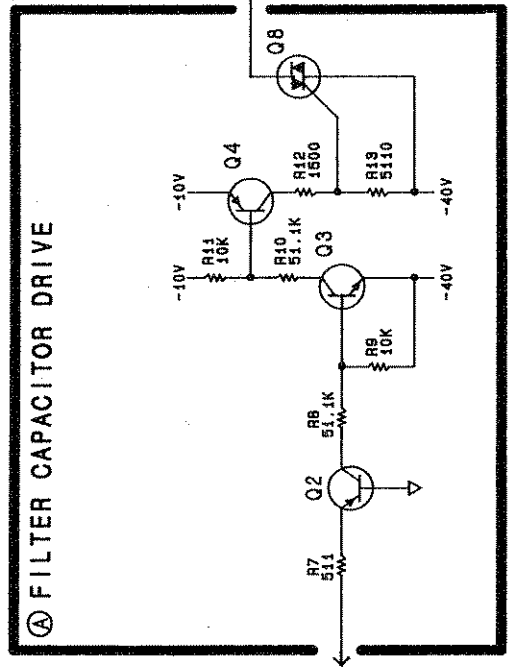 Ⓐ FILTER CAPACITOR DRIVE
Q8
Q4
-10V
R12
1500
R13
5110
-40V
-10V
R11
10K
R10
51.1K
Q3
-40V
R9
10K
R8
51.1K
Q2
R7
511